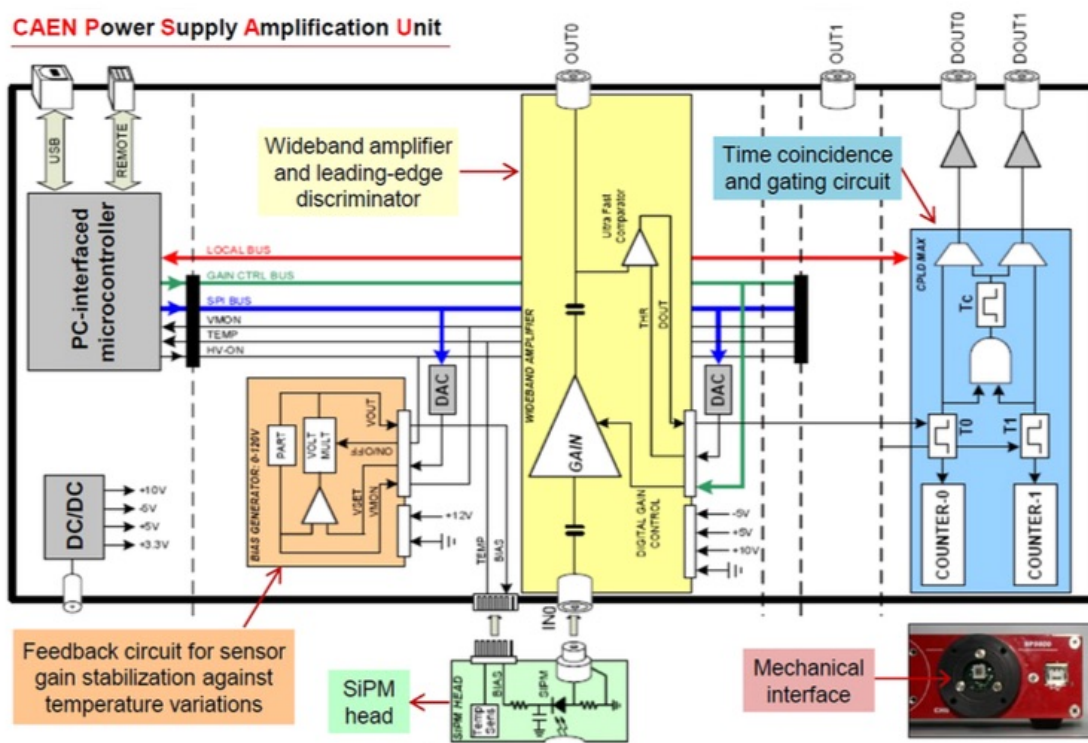 CAEN Power Supply Amplification Unit
OUT0
OUT1
DOUT0
DOUT1
USB
REMOTE
Wideband amplifier
and leading-edge
discriminator
Time coincidence
and gating circuit
PC-interfaced
microcontroller
LOCAL BUS
GAIN CTRL BUS
SPI BUS
VMON
TEMP
HV-ON
Ultra Fast
Comparator
THR
DOUT
WIDEBAND AMPLIFIER
GAIN
DIGITAL GAIN
CONTROL
DAC
DAC
CPLD MAX
Tc
T0
T1
COUNTER-0
COUNTER-1
BIAS GENERATOR: 0-120V
PART
VOLT
MULT
ON/OFF
VOUT
VSET
VMON
+12V
-5V
+5V
+10V
DC/DC
+10V
-5V
+5V
+3.3V
TEMP
BIAS
IN0
Feedback circuit for sensor
gain stabilization against
temperature variations
SiPM
head
SiPM HEAD
Temp
Sens
BIAS
SIPM
Mechanical
interface